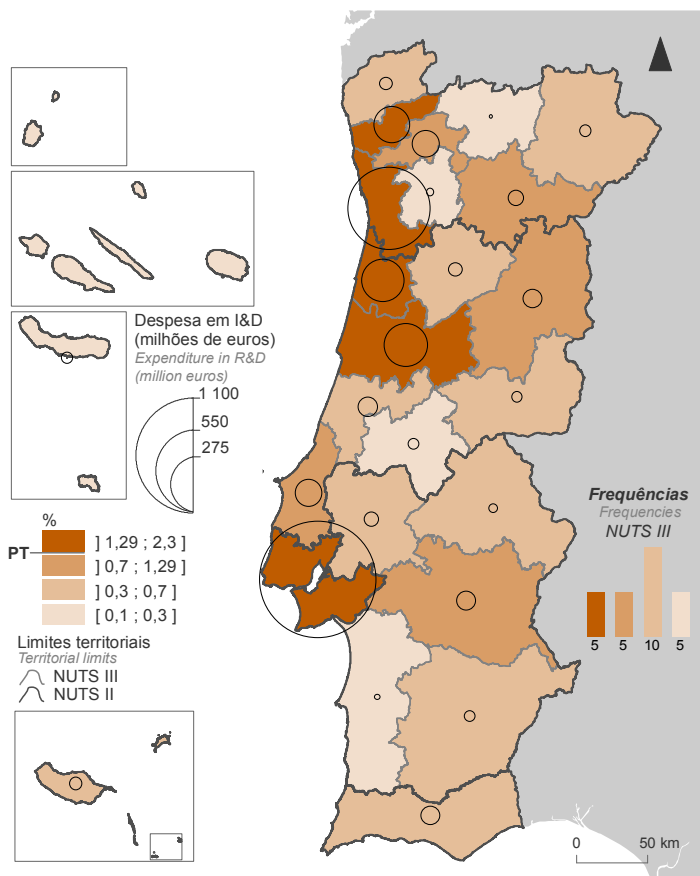 Despesa em I&D
(milhões de euros)
Expenditure in R&D
(million euros)
1 100
550
275
%
PT
] 1,29 ; 2,3 ]
] 0,7 ; 1,29 ]
] 0,3 ; 0,7 ]
[ 0,1 ; 0,3 ]
Limites territoriais
Territorial limits
NUTS III
NUTS II
Frequências
Frequencies
NUTS III
5 5 10 5
0 50 km